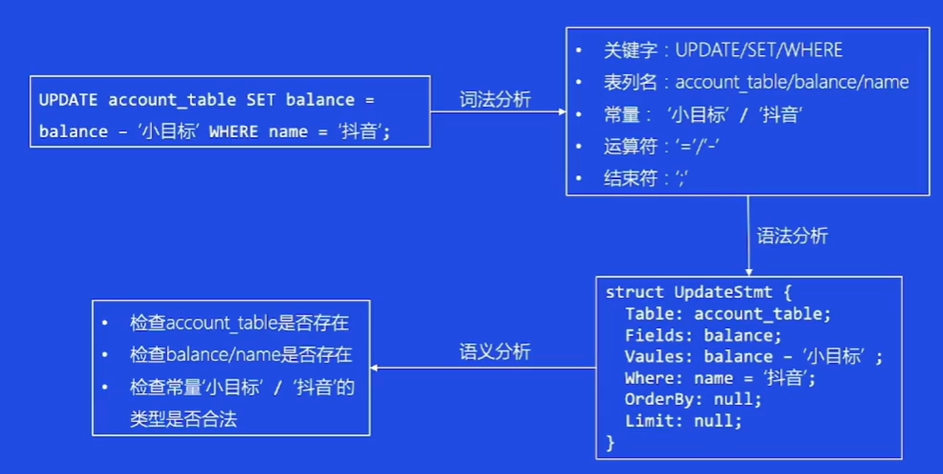 UPDATE account_table SET balance =
balance – ‘小目标’ WHERE name = ‘抖音’;
词法分析
• 关键字：UPDATE/SET/WHERE
• 表列名：account_table/balance/name
• 常量： ‘小目标’ / ‘抖音’
• 运算符：‘=’/‘-’
• 结束符：‘;’
语法分析
struct UpdateStmt {
Table: account_table;
Fields: balance;
Vaules: balance – ‘小目标’ ;
Where: name = ‘抖音’;
OrderBy: null;
Limit: null;
}
语义分析
• 检查account_table是否存在
• 检查balance/name是否存在
• 检查常量‘小目标’ / ‘抖音’的
类型是否合法